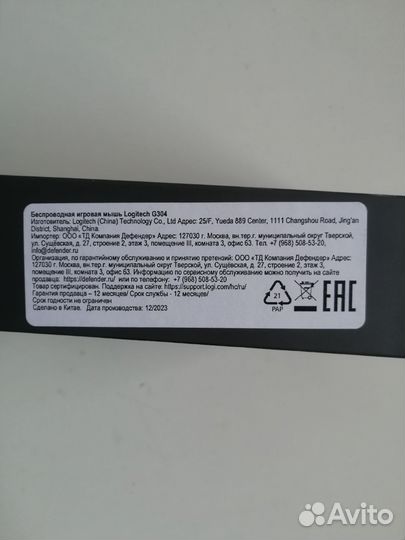 Беспроводная игровая мышь Logitech G304
Изготовитель: Logitech (China) Technology Co., Ltd Адрес: 25/F, Yueda 889 Center, 1111 Changshou Road, Jing'an
District, Shanghai, China.
Импортер: ООО «ТД Компания Дефендер» Адрес: 127030 г. Москва, вн.тер.г. муниципальный округ Тверской,
ул. Сущёвская, д. 27, строение 2, этаж 3, помещение III, комната 3, офис 63. Тел: +7 (968) 508-53-20,
info@defender.ru
Организация, по гарантийному обслуживанию и принятию претензий: ООО «ТД Компания Дефендер» Адрес:
127030 г. Москва, вн.тер.г. муниципальный округ Тверской, ул. Сущёвская, д. 27, строение 2, этаж 3,
помещение III, комната 3, офис 63. Информацию по сервисному обслуживанию можно получить на сайте
продавца: https://defender.ru/places/ или по тел. +7 (968) 508-53-20
Товар сертифицирован. Поддержка на сайте: https://support.logi.com/hc/ru/
Гарантия продавца – 12 месяцев/ Срок службы - 12 месяцев/
Срок годности не ограничен
Сделано в Китае. Дата производства: 12/2023
21
PAP
EAC
Avito